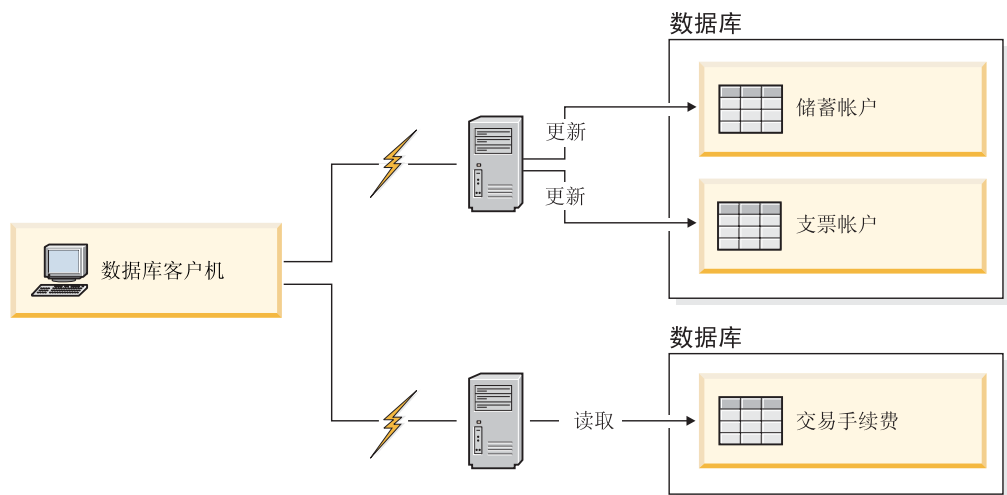 数据库
储蓄帐户
更新
更新
支票帐户
数据库客户机
数据库
读取
交易手续费